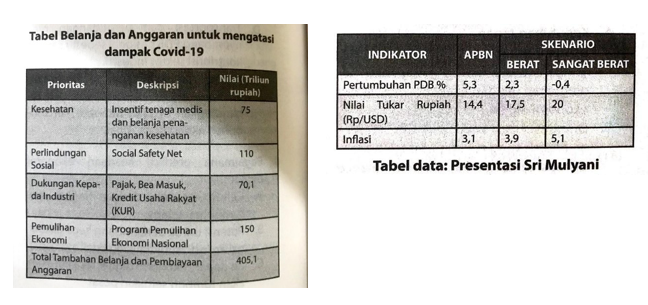 Tabel Belanja dan Anggaran untuk mengatasi
dampak Covid-19
Prioritas Deskripsi Nilai (Triliun
rupiah)
Kesehatan Insentif tenaga medis 75
dan belanja pena-
nganan kesehatan
Perlindungan Social Safety Net 110
Sosial
Dukungan Kepa- Pajak, Bea Masuk, 70,1
da Industri Kredit Usaha Rakyat
(KUR)
Pemulihan Program Pemulihan 150
Ekonomi Ekonomi Nasional
Total Tambahan Belanja dan Pembiayaan 405,1
Anggaran
INDIKATOR APBN SKENARIO
BERAT SANGAT BERAT
Pertumbuhan PDB % 5,3 2,3 -0,4
Nilai Tukar Rupiah 14,4 17,5 20
(Rp/USD)
Inflasi 3,1 3,9 5,1
Tabel data: Presentasi Sri Mulyani